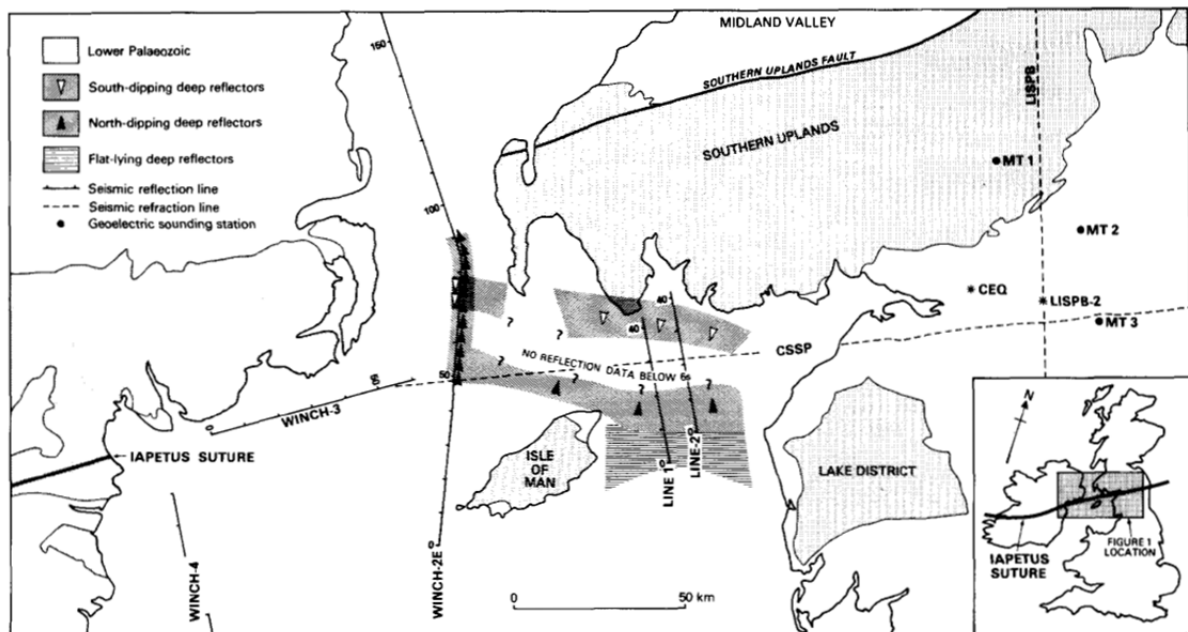 Lower Palaeozoic
South-dipping deep reflectors
North-dipping deep reflectors
Flat-lying deep reflectors
Seismic reflection line
Seismic refraction line
Geoelectric sounding station
150
MIDLAND VALLEY
SOUTHERN UPLANDS FAULT
LISPB
SOUTHERN UPLANDS
MT 1
100
MT 2
CEQ
LISPB-2
MT 3
60
60
?
?
CSSP
NO REFLECTION DATA BELOW 6s
?
?
?
50
60
0
WINCH-3
IAPETUS SUTURE
ISLE
OF
MAN
0
0
LINE 1
LINE-2
LAKE DISTRICT
WINCH-4
0
WINCH-2E
0
50 km
N
FIGURE 1
LOCATION
IAPETUS
SUTURE